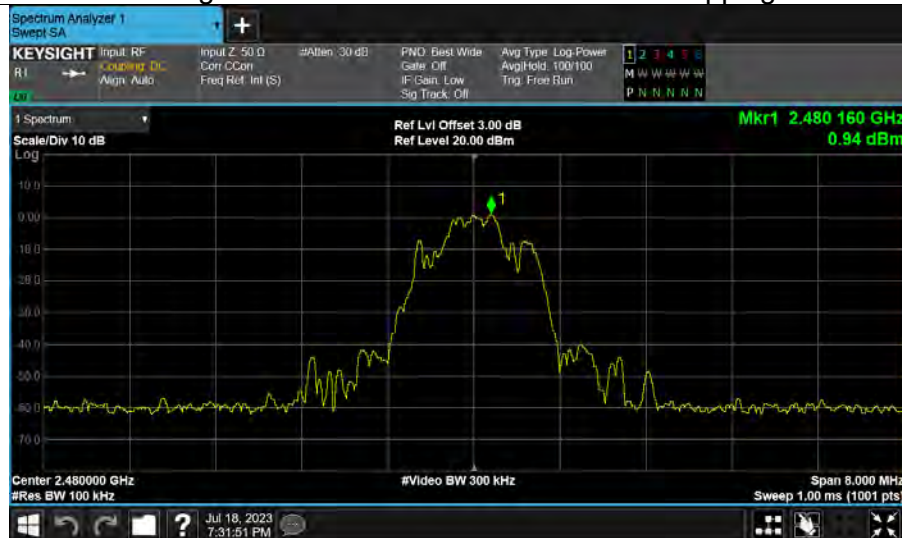 Spectrum Analyzer 1
Swept SA
+
KEYSIGHT Input: RF Input Z: 50 Ω #Atten: 30 dB PNO: Best Wide Avg Type: Log-Power 1 2 3 4 5 6
Coupling: DC Corr CCorr Gate: Off Avg|Hold: 100/100 M W W W W W
Align: Auto Freq Ref: Int (S) IF Gain: Low Trig: Free Run P N N N N N
Sig Track: Off
1 Spectrum Ref Lvl Offset 3.00 dB Mkr1 2.480 160 GHz
Scale/Div 10 dB Ref Level 20.00 dBm 0.94 dBm
Log
10.0
1
0.00
-10.0
-20.0
-30.0
-40.0
-50.0
-60.0
-70.0
Center 2.480000 GHz #Video BW 300 kHz Span 8.000 MHz
#Res BW 100 kHz Sweep 1.00 ms (1001 pts)
? Jul 18, 2023
7:31:51 PM